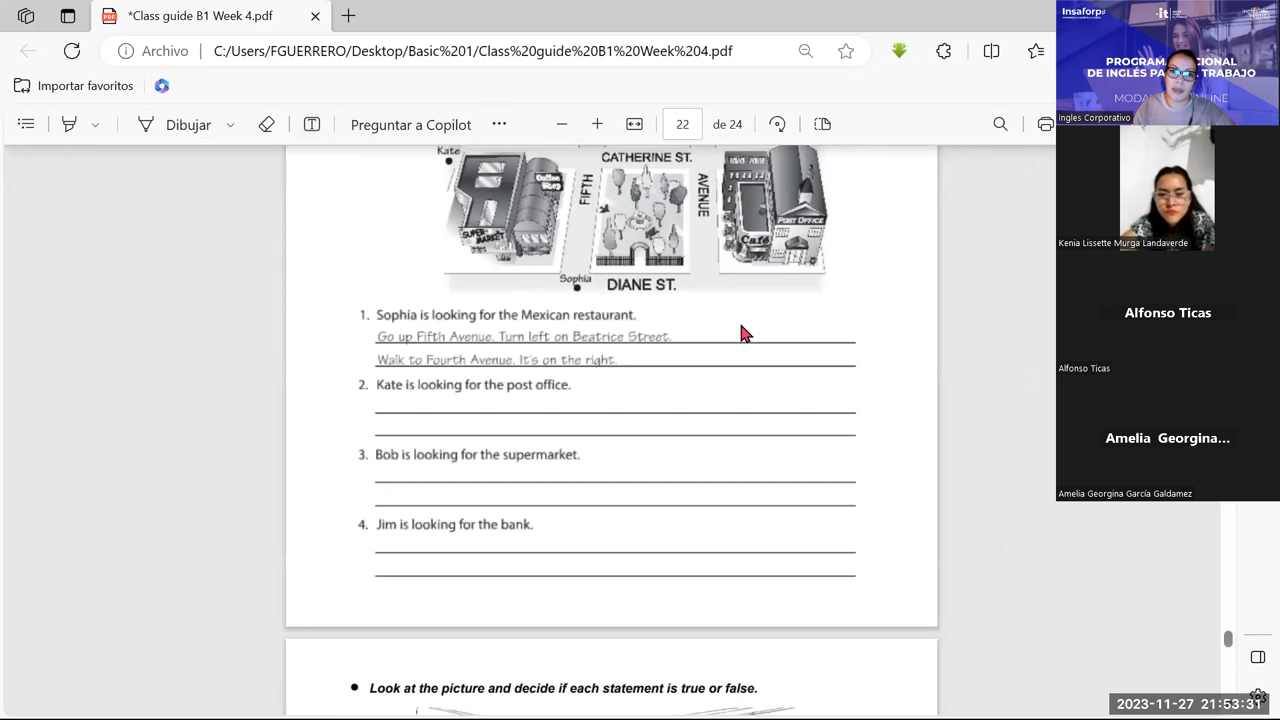 *Class guide B1 Week 4.pdf
Archivo
C:/Users/FGUERRERO/Desktop/Basic%201/Class%20guide%20B1%20Week%204.pdf
Importar favoritos
Dibujar
Preguntar a Copilot
22
de 24
Kate
CATHERINE ST.
Coffee
FIFTH
AVENUE
SUPER-
POST OFFICE
Café
Sophia
DIANE ST.
1. Sophia is looking for the Mexican restaurant.
Go up Fifth Avenue. Turn left on Beatrice Street.
Walk to Fourth Avenue. It's on the right.
2. Kate is looking for the post office.
3. Bob is looking for the supermarket.
4. Jim is looking for the bank.
• Look at the picture and decide if each statement is true or false.
Insaforp
PROGRAMA
CIONAL
DE INGLÉS PA
TRABAJO
Ingles Corporativo
Kenia Lissette Murga Landaverde
Alfonso Ticas
Alfonso Ticas
Amelia Georgina...
Amelia Georgina García Galdamez
2023-11-27 21:53:31